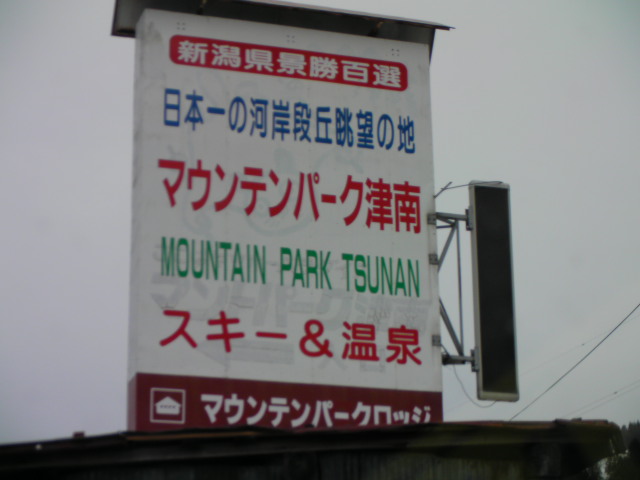 新潟県景勝百選
日本一の河岸段丘眺望の地
マウンテンパーク津南
MOUNTAIN PARK TSUNAN
スキー&温泉
マウンテンパークロッジ